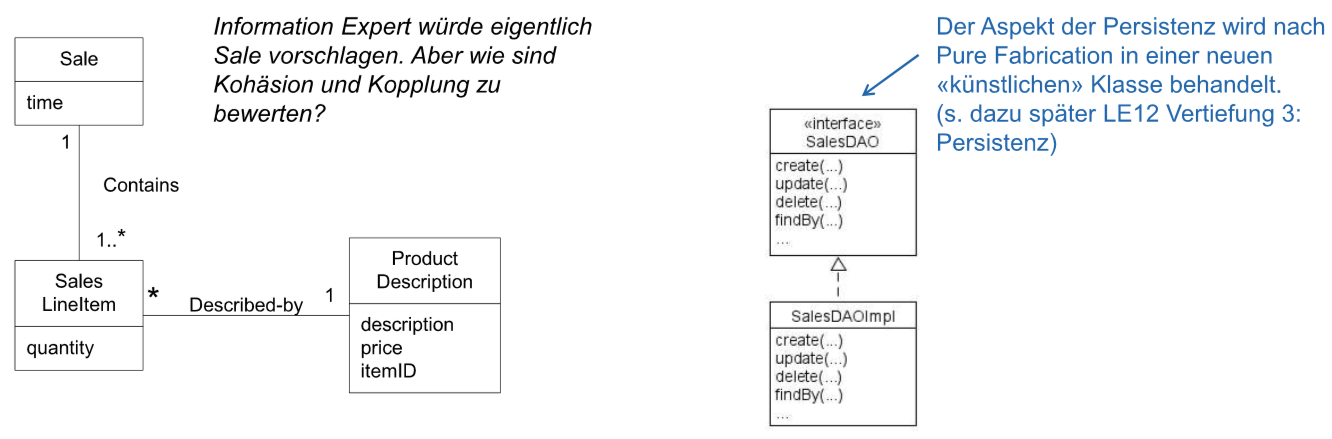 Information Expert würde eigentlich
Sale vorschlagen. Aber wie sind
Kohäsion und Kopplung zu
bewerten?
Sale
time
1
Contains
1..*
Sales
LineItem
quantity
*
Described-by
1
Product
Description
description
price
itemID
Der Aspekt der Persistenz wird nach
Pure Fabrication in einer neuen
«künstlichen» Klasse behandelt.
(s. dazu später LE12 Vertiefung 3:
Persistenz)
«interface»
SalesDAO
create(...)
update(...)
delete(...)
findBy(...)
...
SalesDAOImpl
create(...)
update(...)
delete(...)
findBy(...)
...